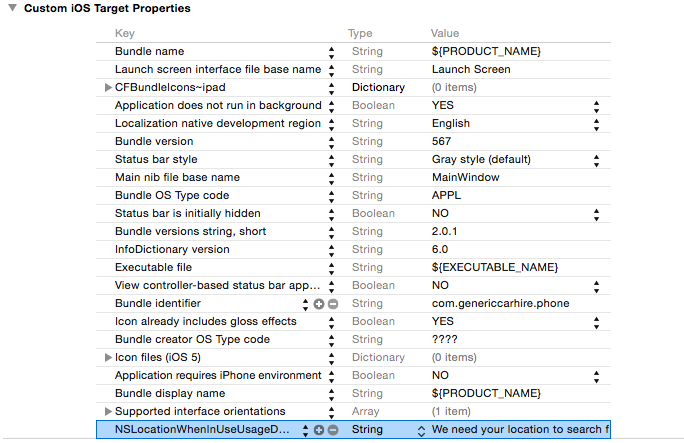 Custom iOS Target Properties
Key Type Value
Bundle name String ${PRODUCT_NAME}
Launch screen interface file base name String Launch Screen
CFBundleIcons~ipad Dictionary (0 items)
Application does not run in background Boolean YES
Localization native development region String English
Bundle version String 567
Status bar style String Gray style (default)
Main nib file base name String MainWindow
Bundle OS Type code String APPL
Status bar is initially hidden Boolean NO
Bundle versions string, short String 2.0.1
InfoDictionary version String 6.0
Executable file String ${EXECUTABLE_NAME}
View controller-based status bar app... Boolean NO
Bundle identifier String com.genericcarhire.phone
Icon already includes gloss effects Boolean YES
Bundle creator OS Type code String ????
Icon files (iOS 5) Dictionary (0 items)
Application requires iPhone environment Boolean NO
Bundle display name String ${PRODUCT_NAME}
Supported interface orientations Array (1 item)
NSLocationWhenInUseUsageD... String We need your location to search f